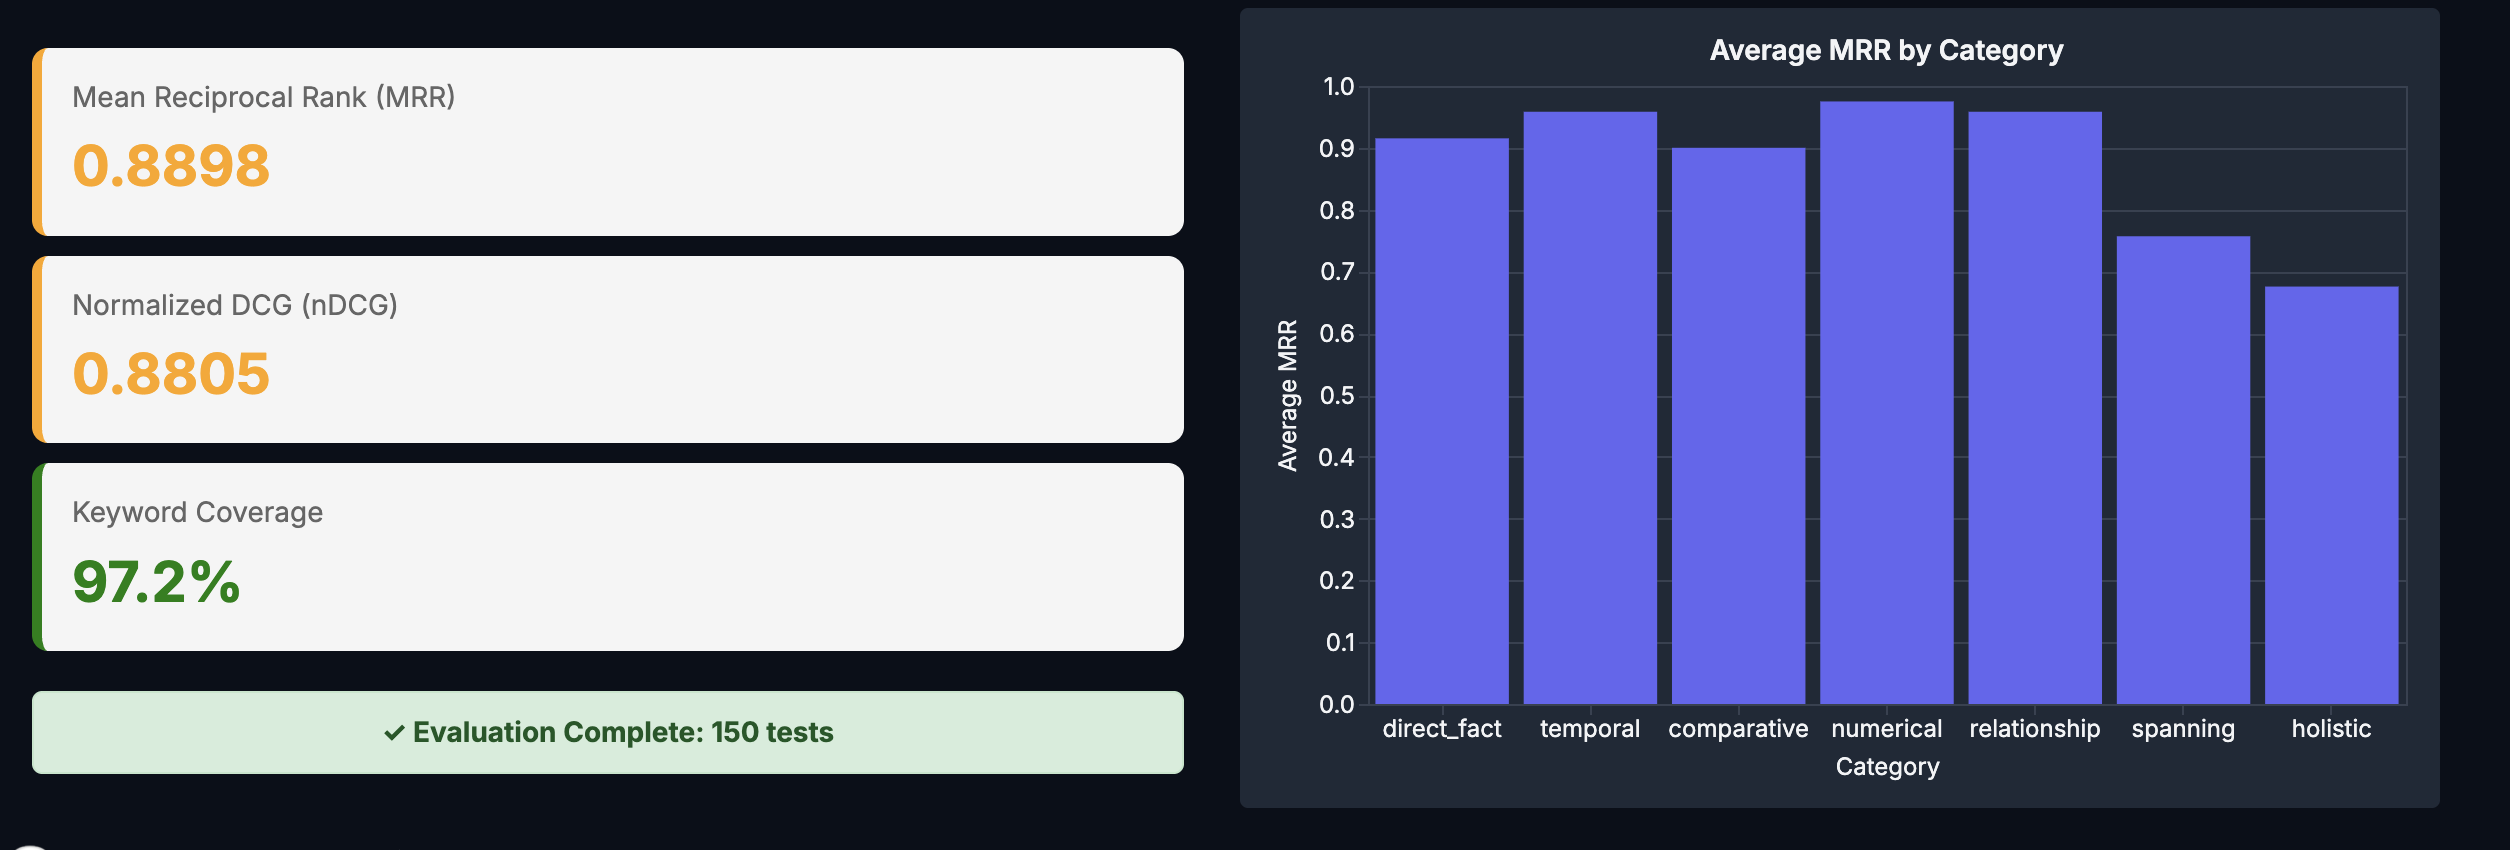 Mean Reciprocal Rank (MRR)
0.8898
Normalized DCG (nDCG)
0.8805
Keyword Coverage
97.2%
✓ Evaluation Complete: 150 tests
Average MRR by Category
1.0
0.9
0.8
0.7
0.6
0.5
0.4
0.3
0.2
0.1
0.0
Average MRR
direct_fact temporal comparative numerical relationship spanning holistic
Category